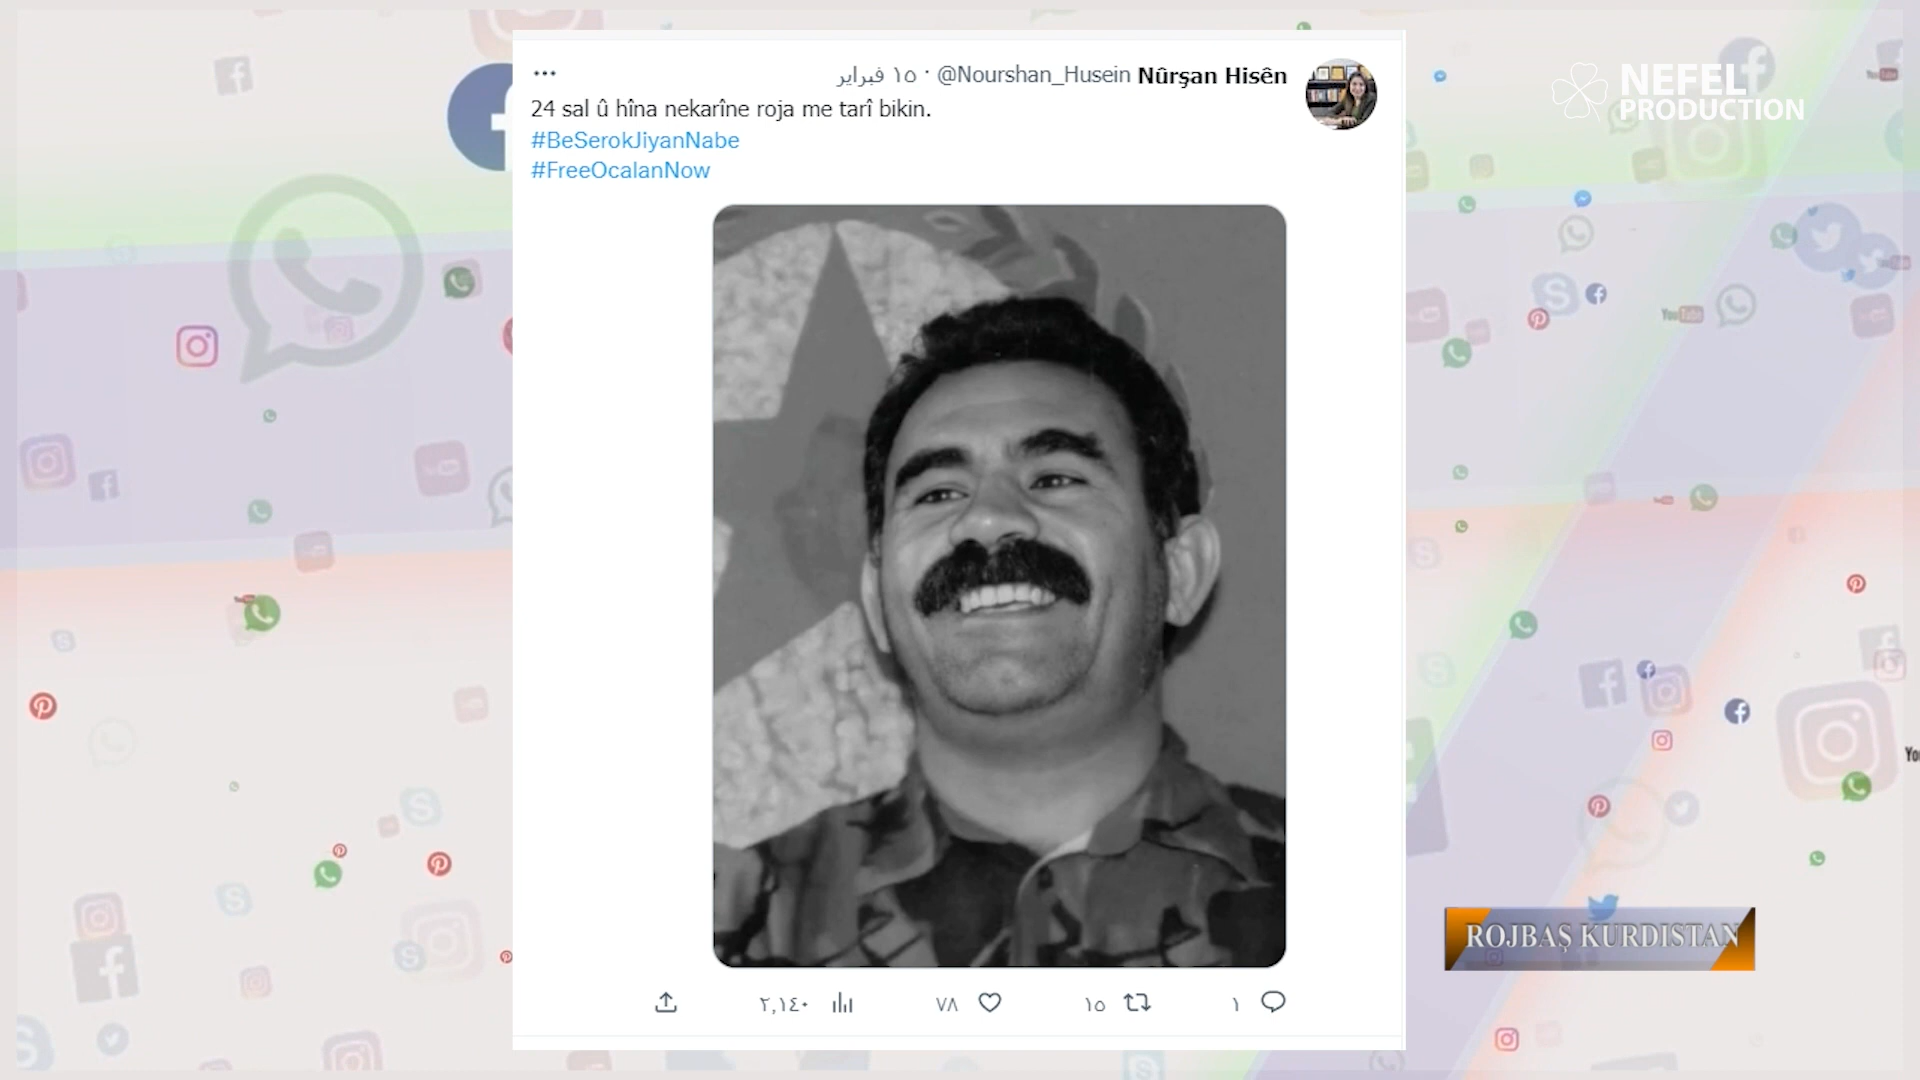 Nûrşan Hisên @Nourshan_Husein · ١٥ فبراير
24 sal û hîna nekarîne roja me tarî bikin.
#BeSerokJiyanNabe
#FreeOcalanNow
٢,١٤٠ ٧٨ ١٥ ١
NEFEL
PRODUCTION
ROJBAŞ KURDISTAN